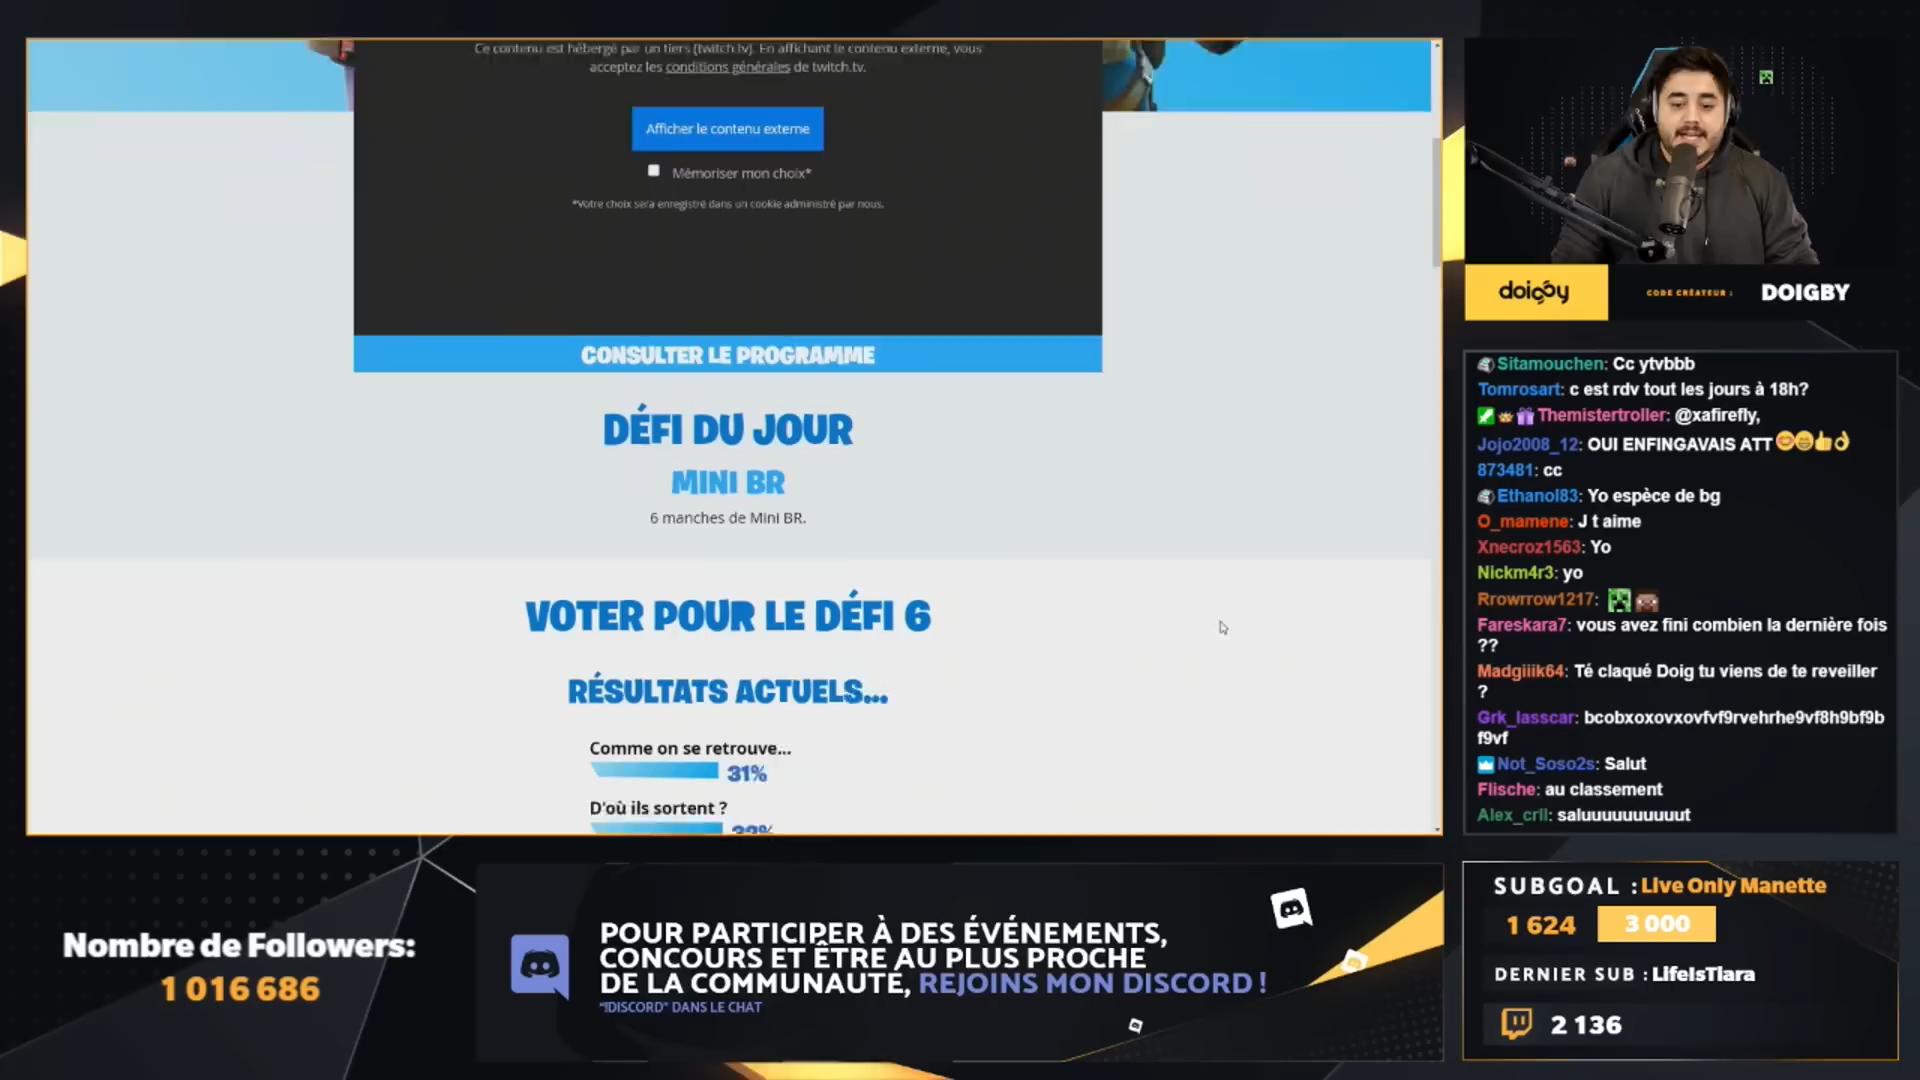 Ce contenu est hébergé par un tiers (twitch.tv). En affichant le contenu externe, vous
acceptez les conditions générales de twitch.tv.
Afficher le contenu externe
Mémoriser mon choix*
*Votre choix sera enregistré dans un cookie administré par nous.
CONSULTER LE PROGRAMME
DÉFI DU JOUR
MINI BR
6 manches de Mini BR.
VOTER POUR LE DÉFI 6
RÉSULTATS ACTUELS...
Comme on se retrouve...
31%
D'où ils sortent ?
doigby
CODE CRÉATEUR : DOIGBY
Sitamouchen: Cc ytvbbb
Tomrosart: c est rdv tout les jours à 18h?
Themistertroller: @xafirefly,
Jojo2008_12: OUI ENFINGAVAIS ATT
873481: cc
Ethanol83: Yo espèce de bg
O_mamene: J t aime
Xnecroz1563: Yo
Nickm4r3: yo
Rrowrrow1217:
Fareskara7: vous avez fini combien la dernière fois
??
Madgiiik64: Té claqué Doig tu viens de te reveiller
?
Grk_lasscar: bcobxoxovxovfvf9rvehrhe9vf8h9bf9b
f9vf
Not_Soso2s: Salut
Flische: au classement
Alex_cril: saluuuuuuuuuut
Nombre de Followers:
1 016 686
POUR PARTICIPER À DES ÉVÉNEMENTS,
CONCOURS ET ÊTRE AU PLUS PROCHE
DE LA COMMUNAUTÉ, REJOINS MON DISCORD !
"!DISCORD" DANS LE CHAT
SUBGOAL : Live Only Manette
1 624 3 000
DERNIER SUB : LifeIsTiara
2 136